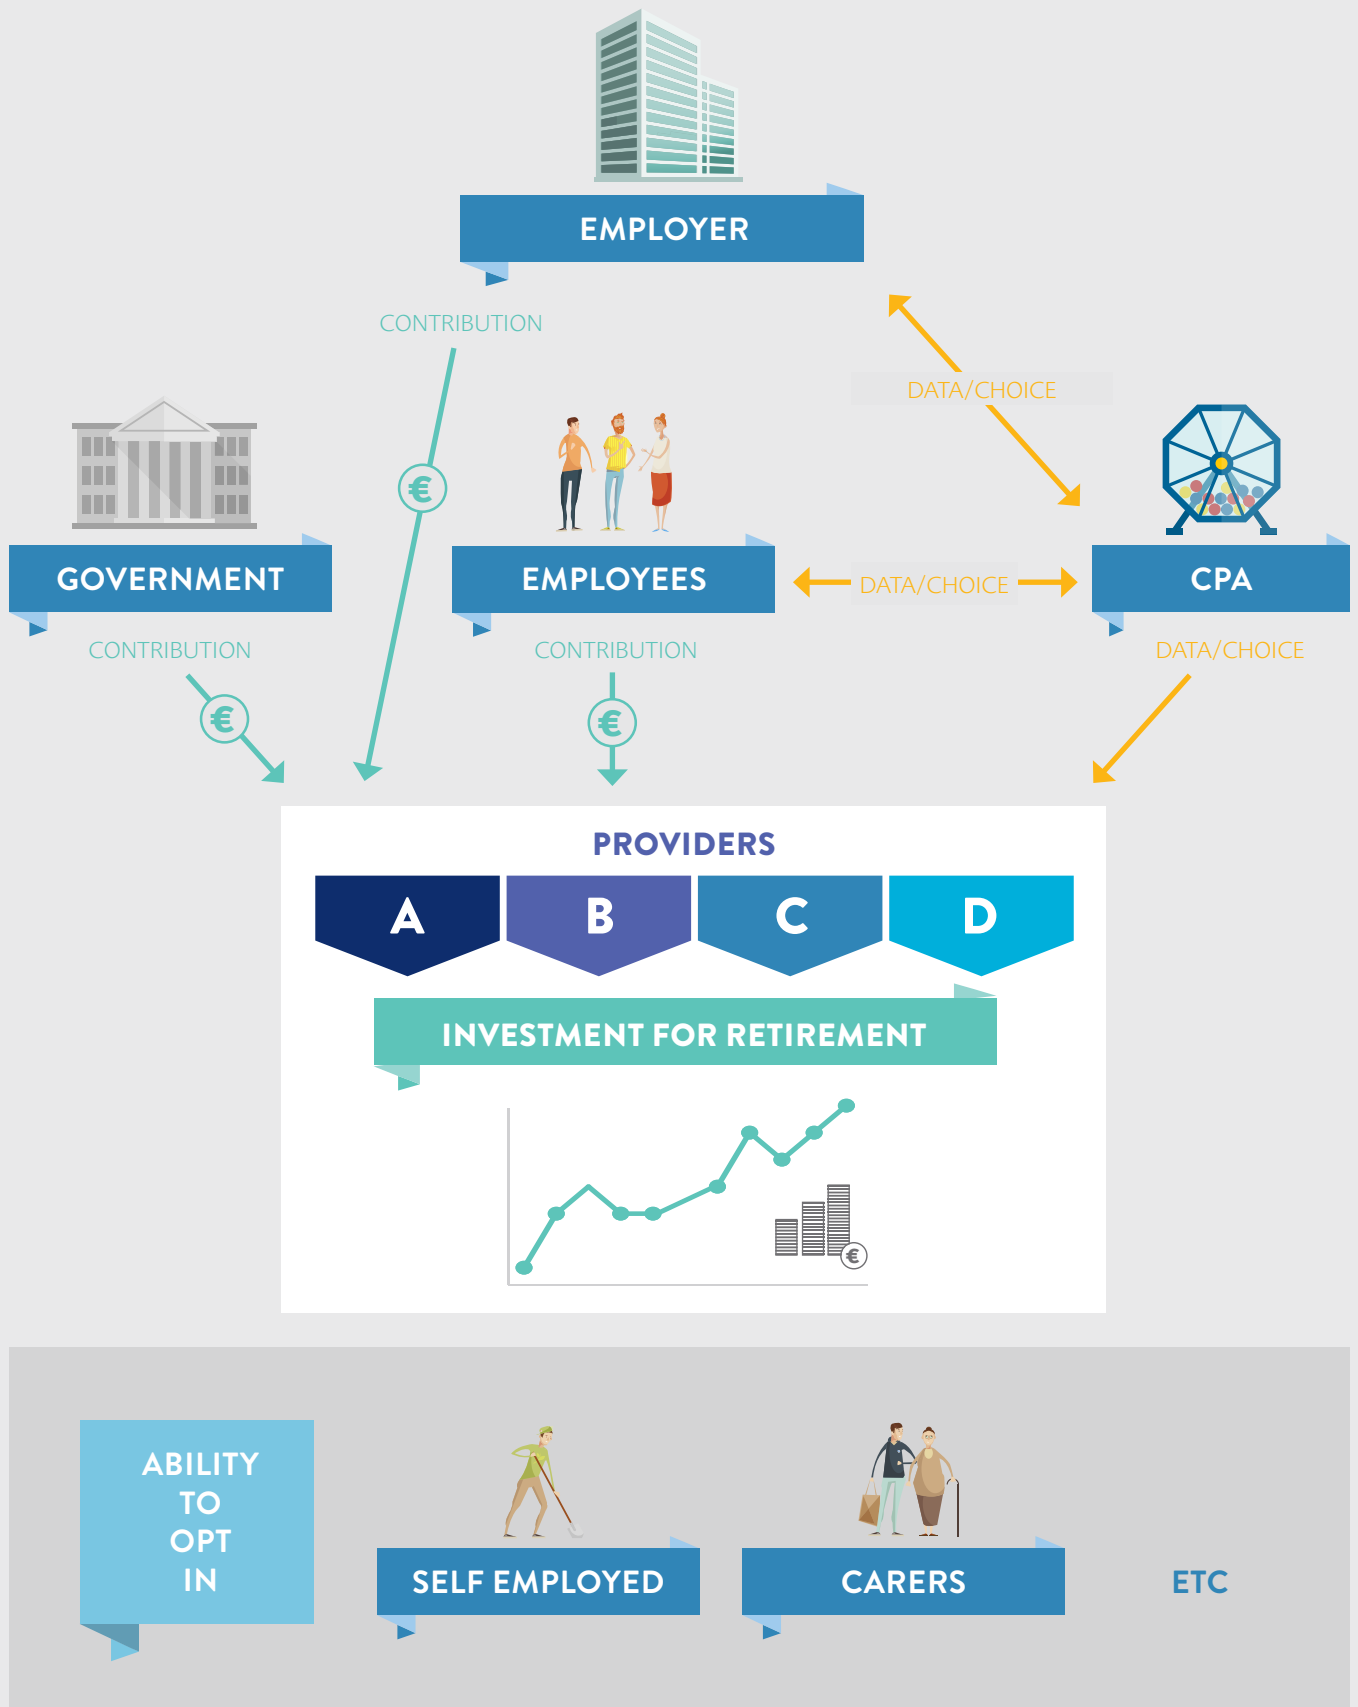 EMPLOYER
CONTRIBUTION
DATA/CHOICE
€
GOVERNMENT
EMPLOYEES
DATA/CHOICE
CPA
CONTRIBUTION
CONTRIBUTION
DATA/CHOICE
€
€
PROVIDERS
A
B
C
D
INVESTMENT FOR RETIREMENT
€
ABILITY
TO
OPT
IN
SELF EMPLOYED
CARERS
ETC